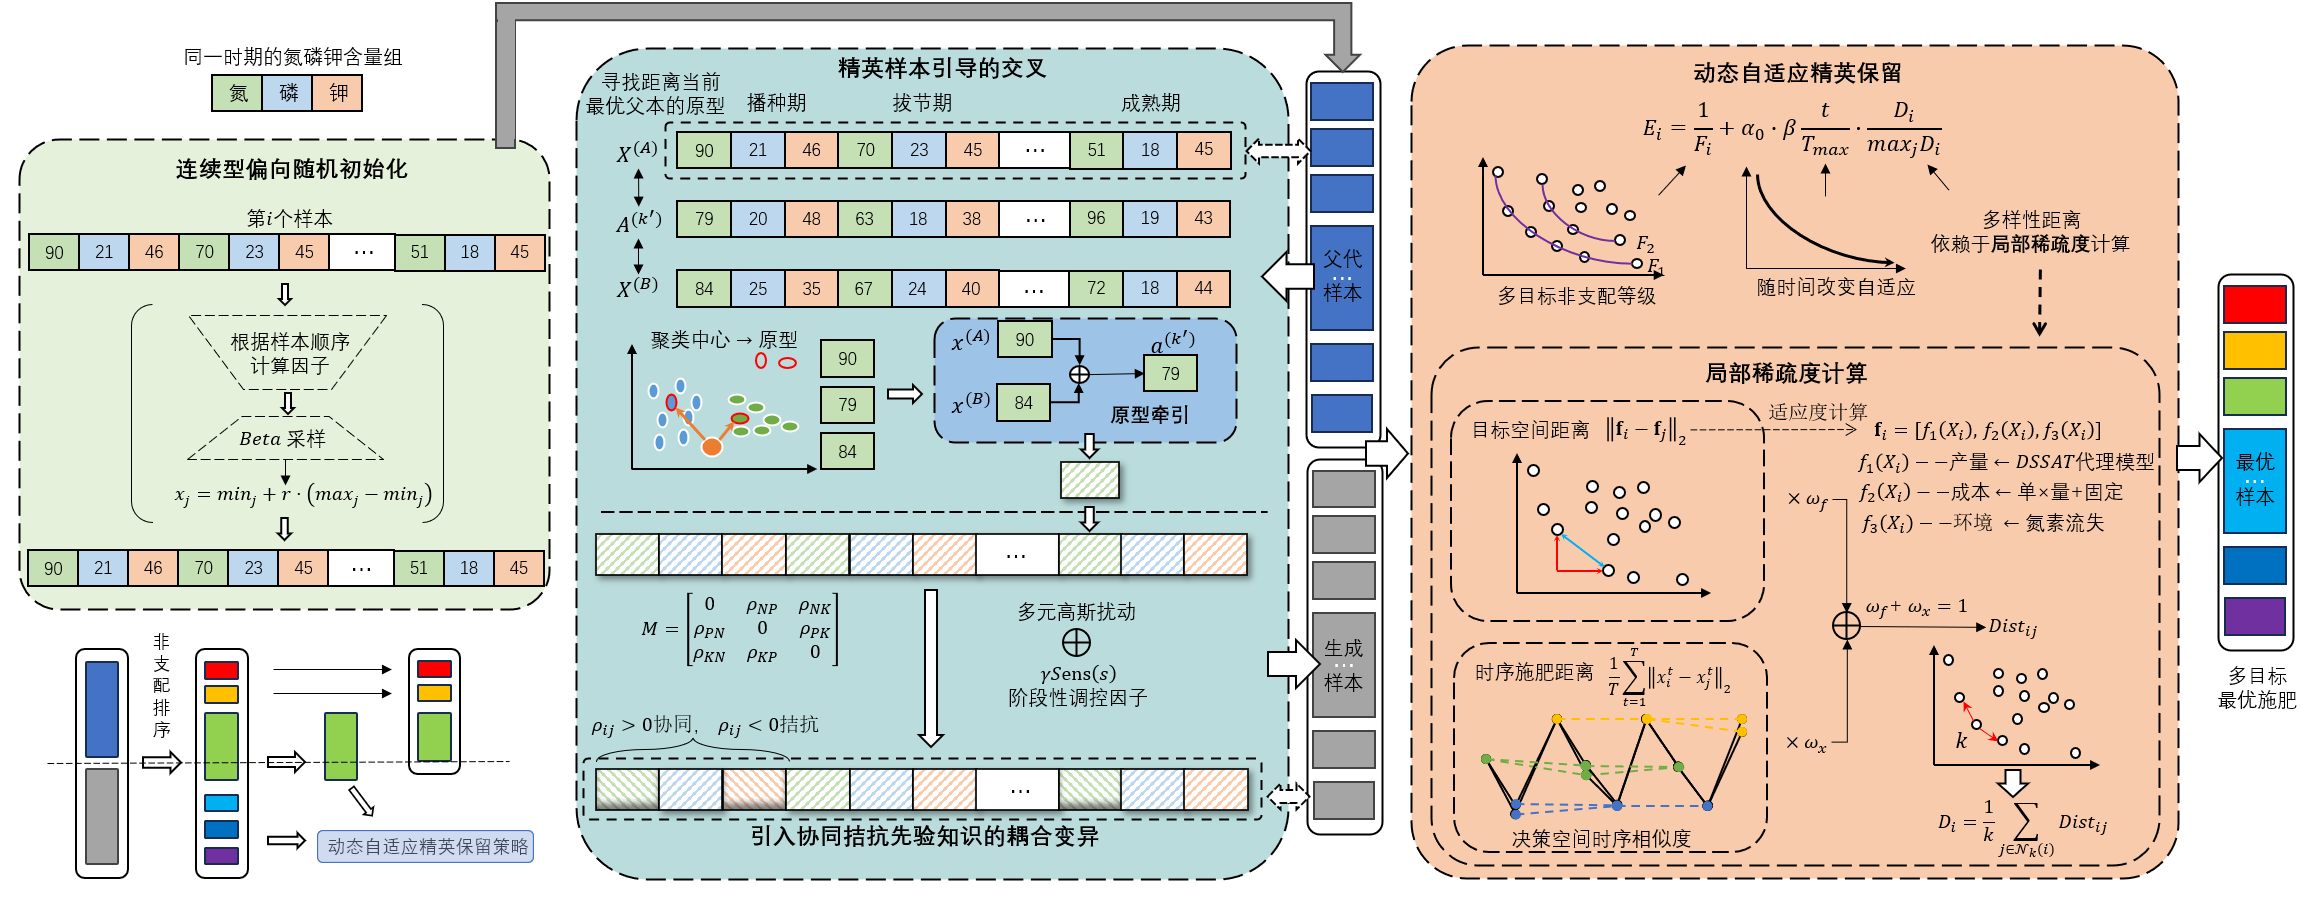 同一时期的氮磷钾含量组
氮 磷 钾
连续型偏向随机初始化
第i个样本
90 21 46 70 23 45 ⋯ 51 18 45
根据样本顺序
计算因子
Beta 采样
x_j = min_j + r · (max_j − min_j)
90 21 46 70 23 45 ⋯ 51 18 45
非支配排序
动态自适应精英保留策略
精英样本引导的交叉
寻找距离当前
最优父本的原型
播种期 拔节期 成熟期
X^(A) 90 21 46 70 23 45 ⋯ 51 18 45
A^(k′) 79 20 48 63 18 38 ⋯ 96 19 43
X^(B) 84 25 35 67 24 40 ⋯ 72 18 44
聚类中心 → 原型
90
79
84
x^(A) 90
a^(k′)
79
x^(B) 84
原型牵引
⋯
M = [0 ρ_NP ρ_NK
ρ_PN 0 ρ_PK
ρ_KN ρ_KP 0]
多元高斯扰动
γSens(s)
阶段性调控因子
ρ_ij > 0协同， ρ_ij < 0拮抗
⋯
引入协同拮抗先验知识的耦合变异
父代
⋯
样本
生成
⋯
样本
动态自适应精英保留
E_i = 1/F_i + α_0 · β t/T_max · D_i/max_j D_i
F_2
F_1
多目标非支配等级
随时间改变自适应
多样性距离
依赖于局部稀疏度计算
局部稀疏度计算
目标空间距离 ‖f_i − f_j‖_2
适应度计算
f_i = [f_1(X_i), f_2(X_i), f_3(X_i)]
f_1(X_i) − −产量 ← DSSAT代理模型
f_2(X_i) − −成本 ← 单×量+固定
f_3(X_i) − −环境 ← 氮素流失
× ω_f
ω_f + ω_x = 1
Dist_ij
× ω_x
时序施肥距离 1/T ∑_{t=1}^{T} ‖x_i^t − x_j^t‖_2
决策空间时序相似度
k
D_i = 1/k ∑_{j∈𝒩_k(i)} Dist_ij
最优
⋯
样本
多目标
最优施肥